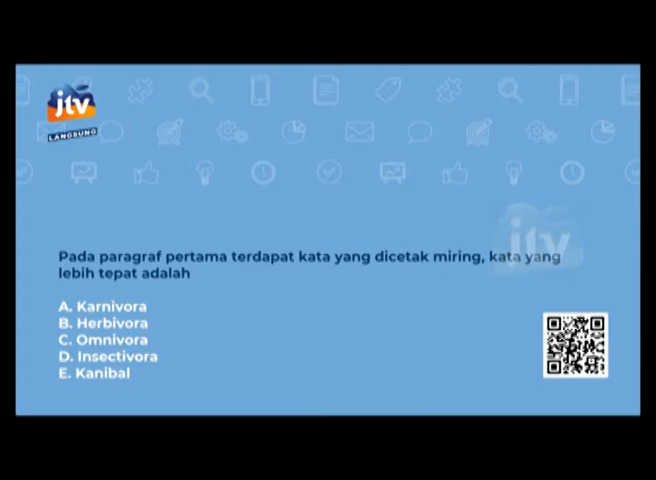 jtv
LANGSUNG
jtv
Pada paragraf pertama terdapat kata yang dicetak miring, kata yang
lebih tepat adalah
A. Karnivora
B. Herbivora
C. Omnivora
D. Insectivora
E. Kanibal